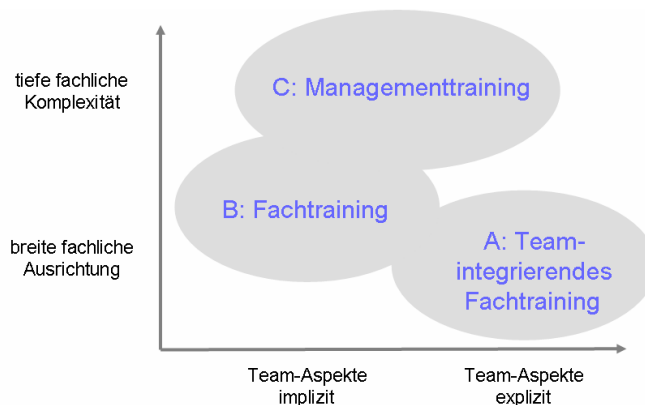 tiefe fachliche
Komplexität
C: Managementtraining
B: Fachtraining
breite fachliche
Ausrichtung
A: Team-
integrierendes
Fachtraining
Team-Aspekte
implizit
Team-Aspekte
explizit